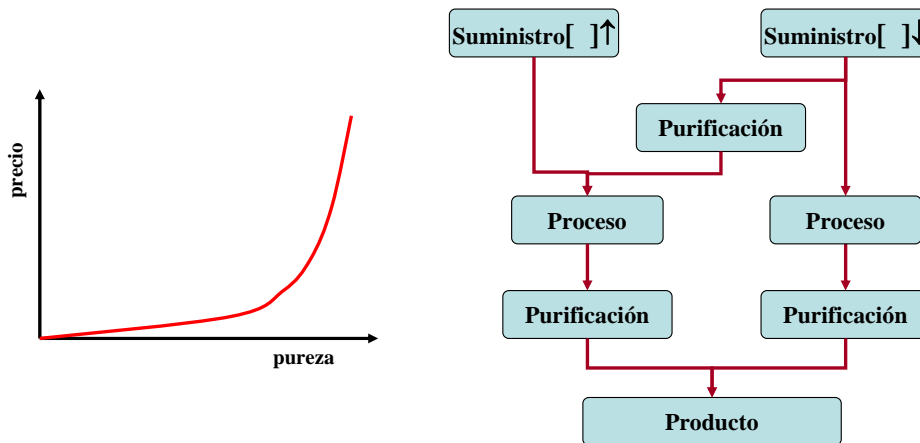 Suministro[ ]↑
Suministro[ ]↓
Purificación
precio
Proceso
Proceso
Purificación
Purificación
pureza
Producto